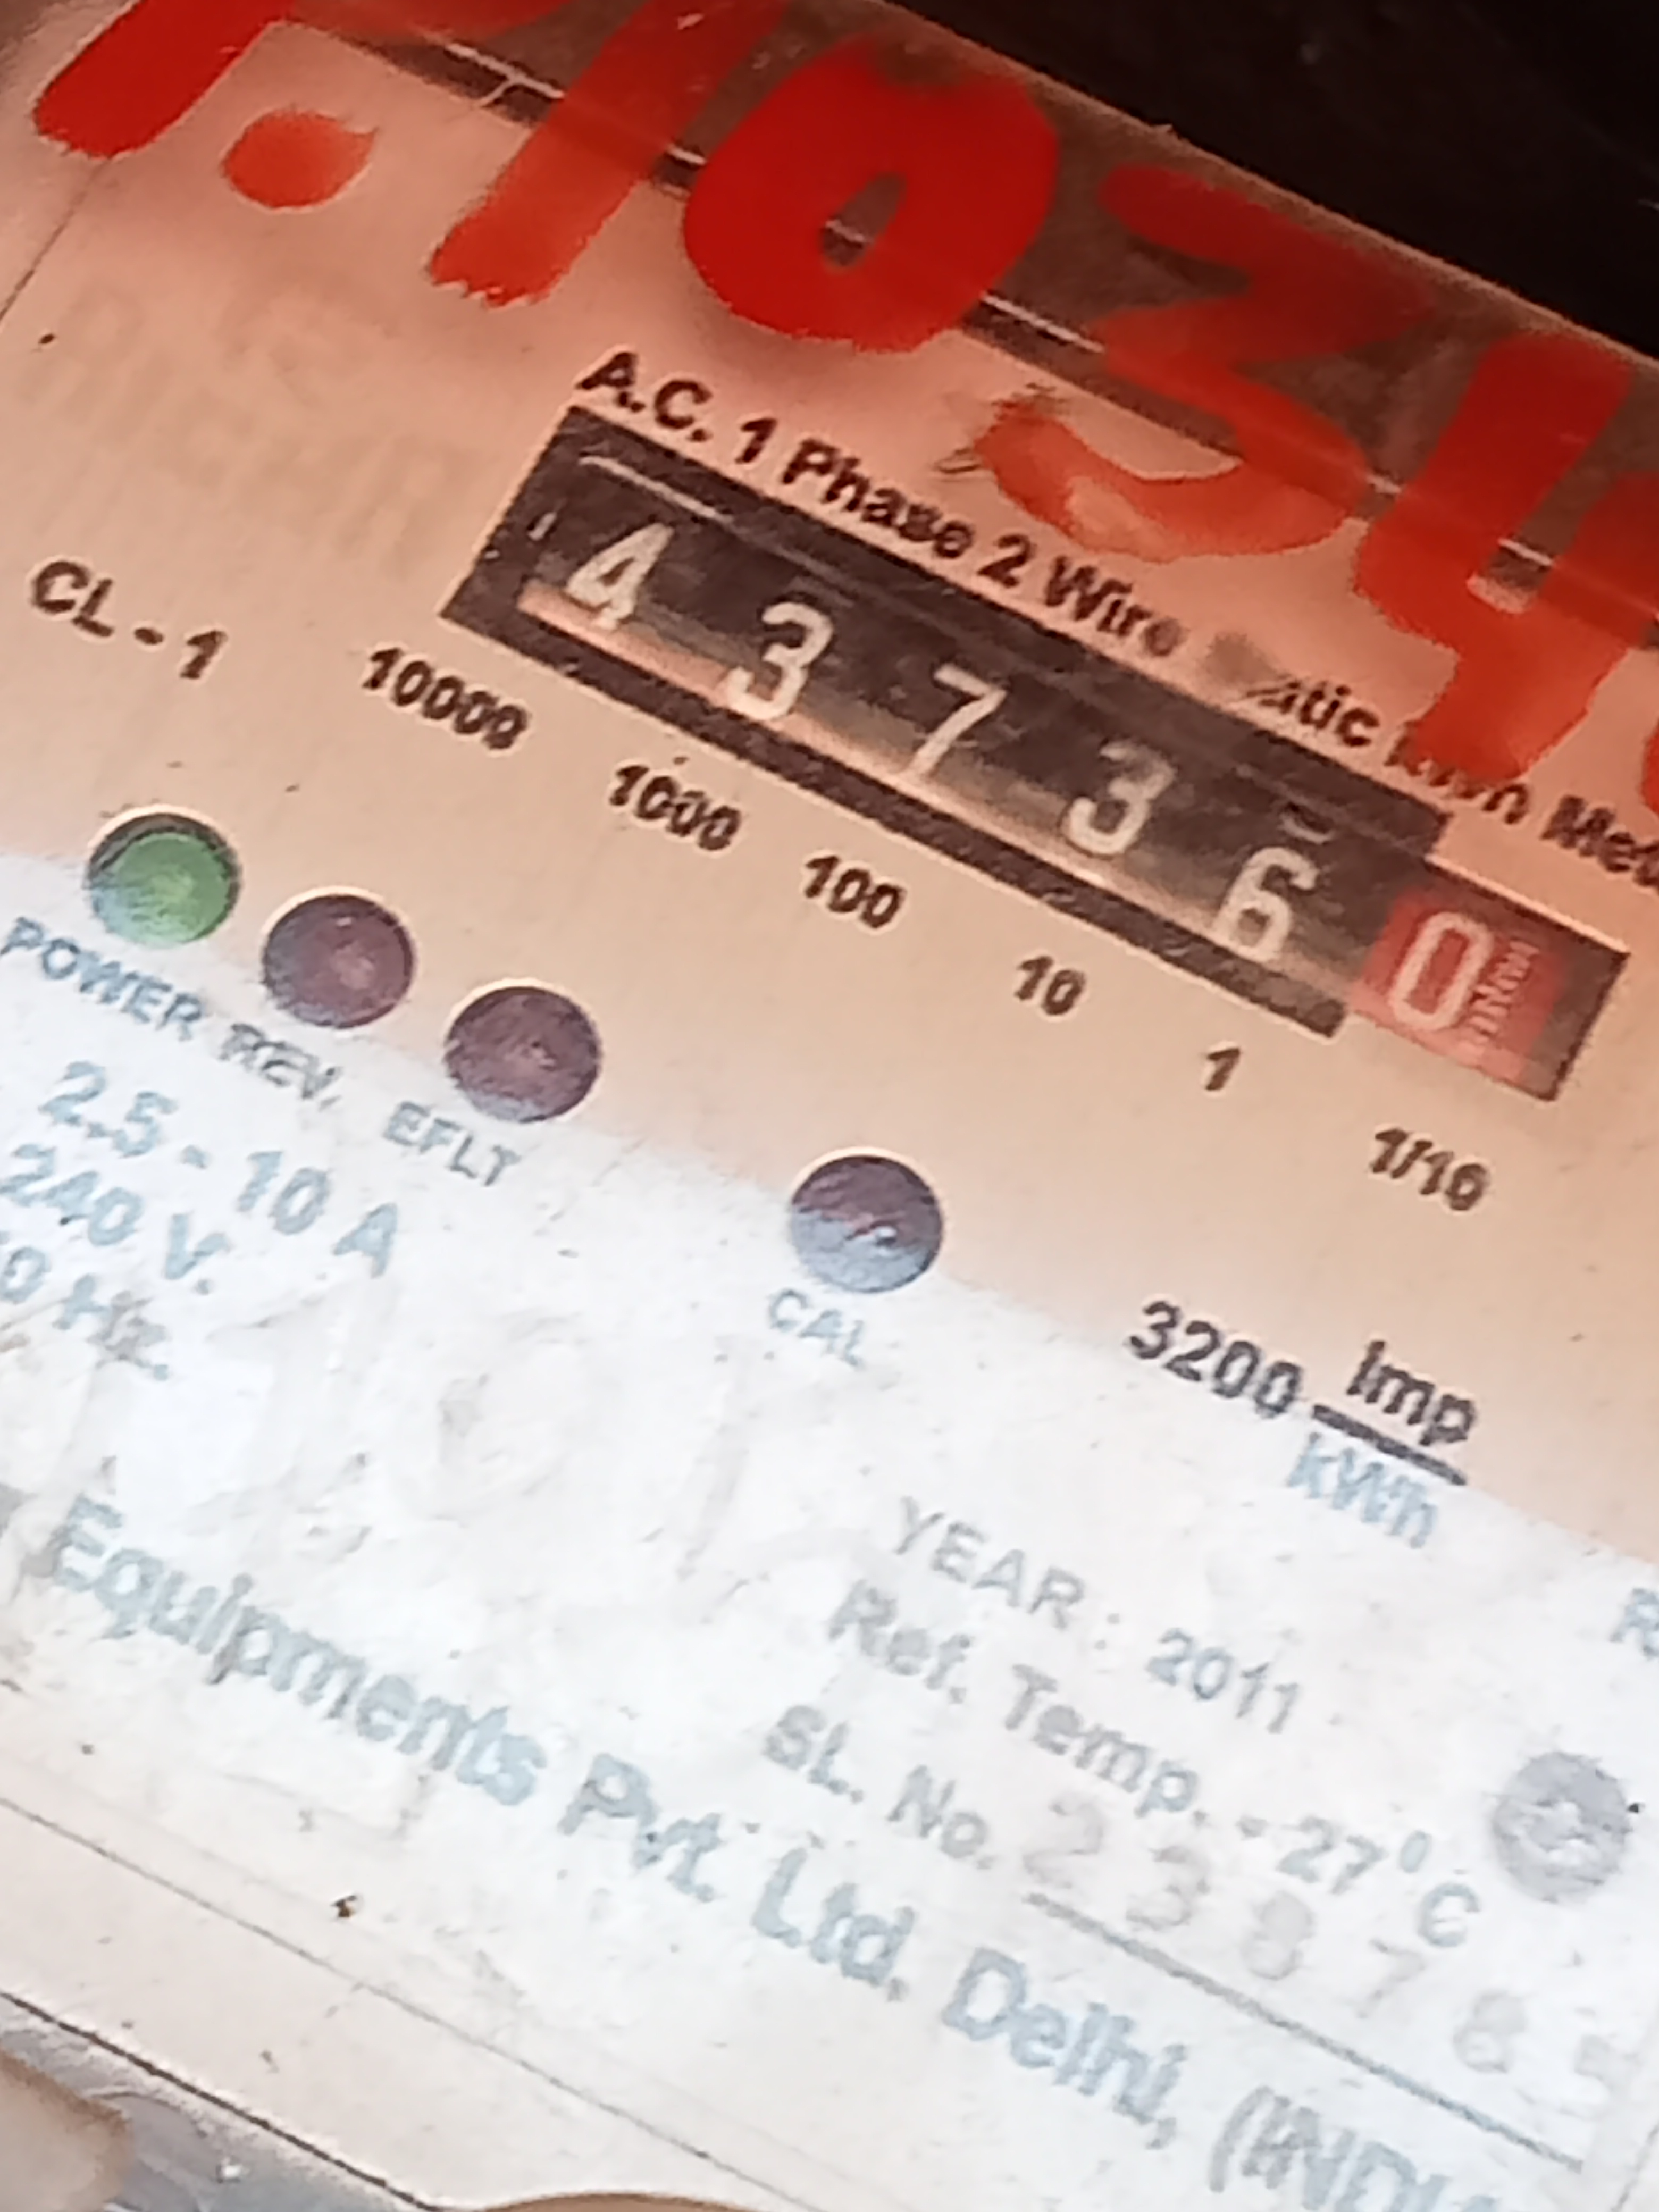 P.1034
A.C. 1 Phase 2 Wire
4 3 7 3 6 0
CL - 1
10000 1000 100 10 1 1/10
POWER REV. EFLT
2.5 - 10 A
240 V.
CAL
3200 Imp
kWh
YEAR : 2011
Ref. Temp. - 27°C
SL. No. 238785
Equipments Pvt. Ltd. Delhi,